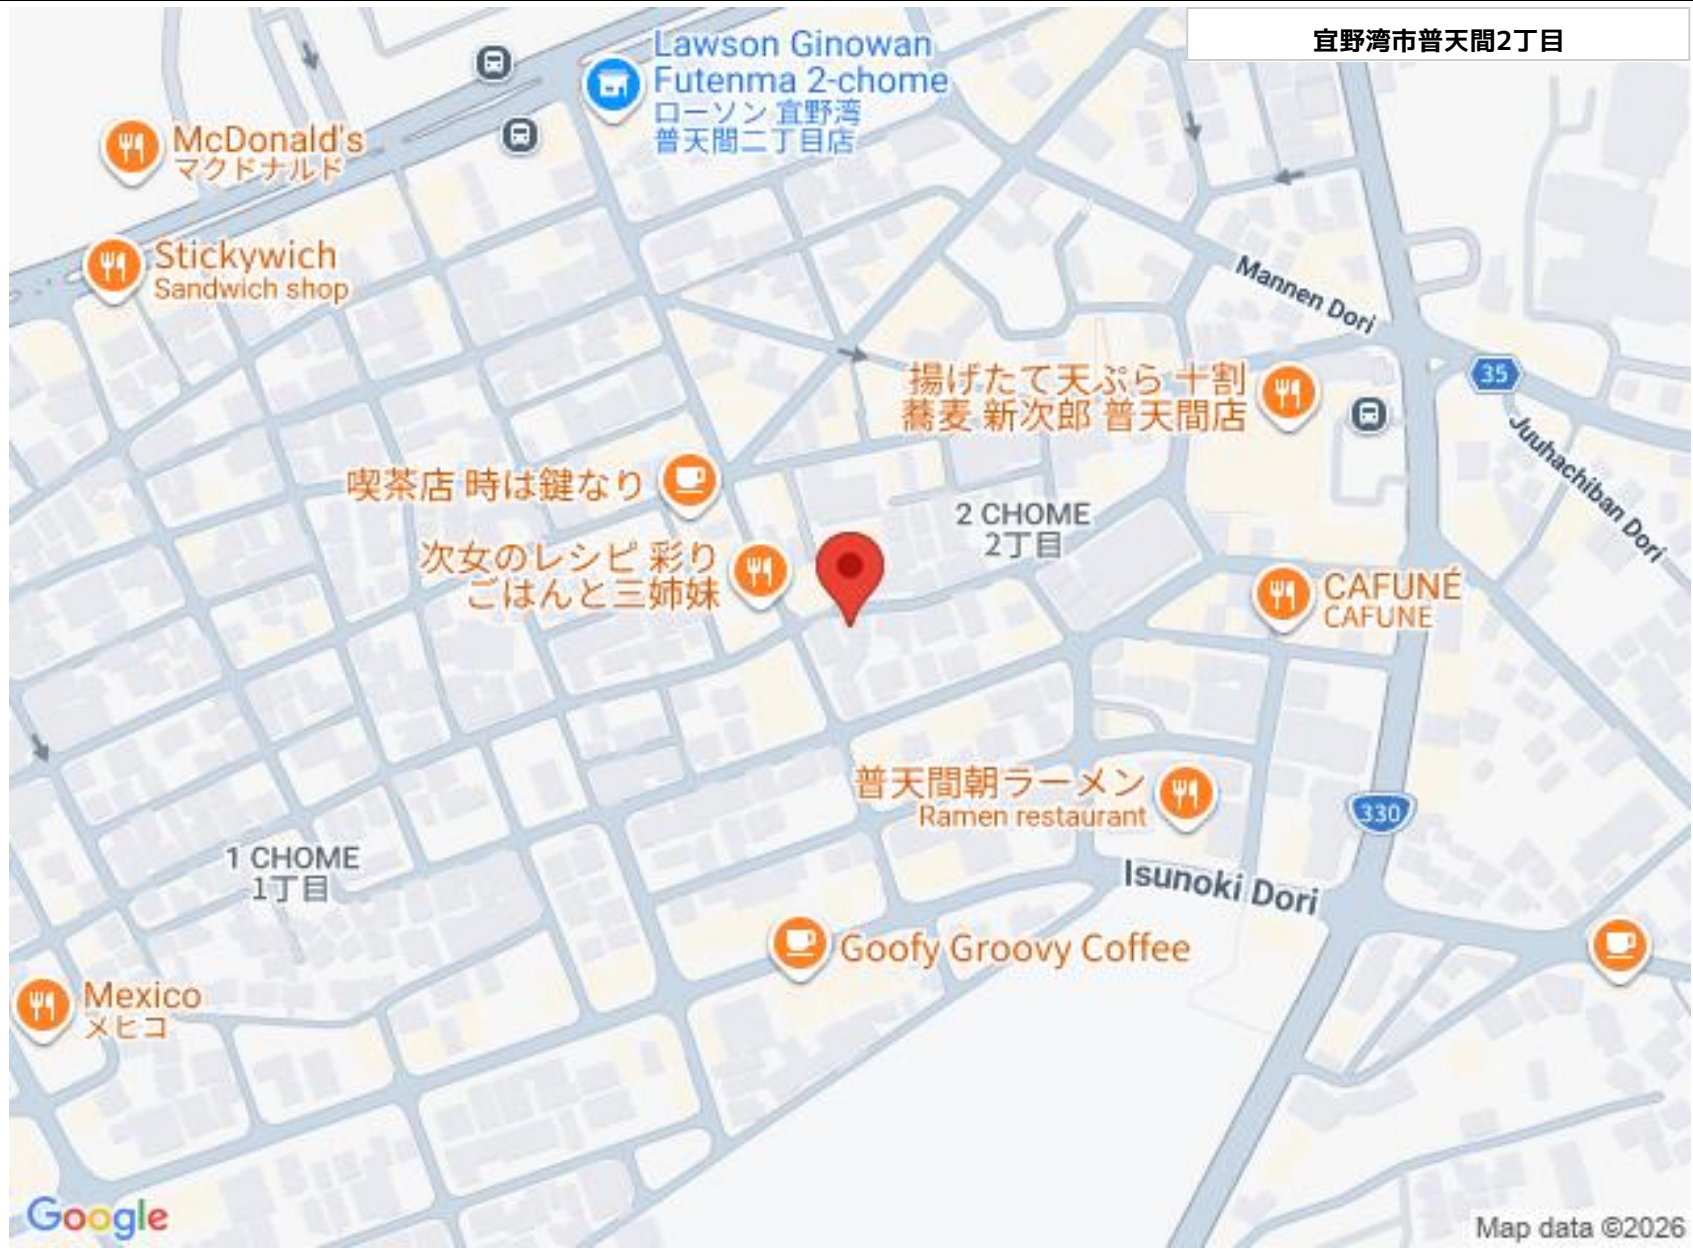 宜野湾市普天間2丁目
Lawson Ginowan
Futenma 2-chome
ローソン 宜野湾
普天間二丁目店
McDonald's
マクドナルド
Stickywich
Sandwich shop
Mannen Dori
35
揚げたて天ぷら 十割
蕎麦 新次郎 普天間店
Juuhachiban Dori
喫茶店 時は鍵なり
2 CHOME
2丁目
次女のレシピ 彩り
ごはんと三姉妹
CAFUNÉ
CAFUNE
普天間朝ラーメン
Ramen restaurant
330
1 CHOME
1丁目
Isunoki Dori
Goofy Groovy Coffee
Mexico
メヒコ
Google
Map data ©2026